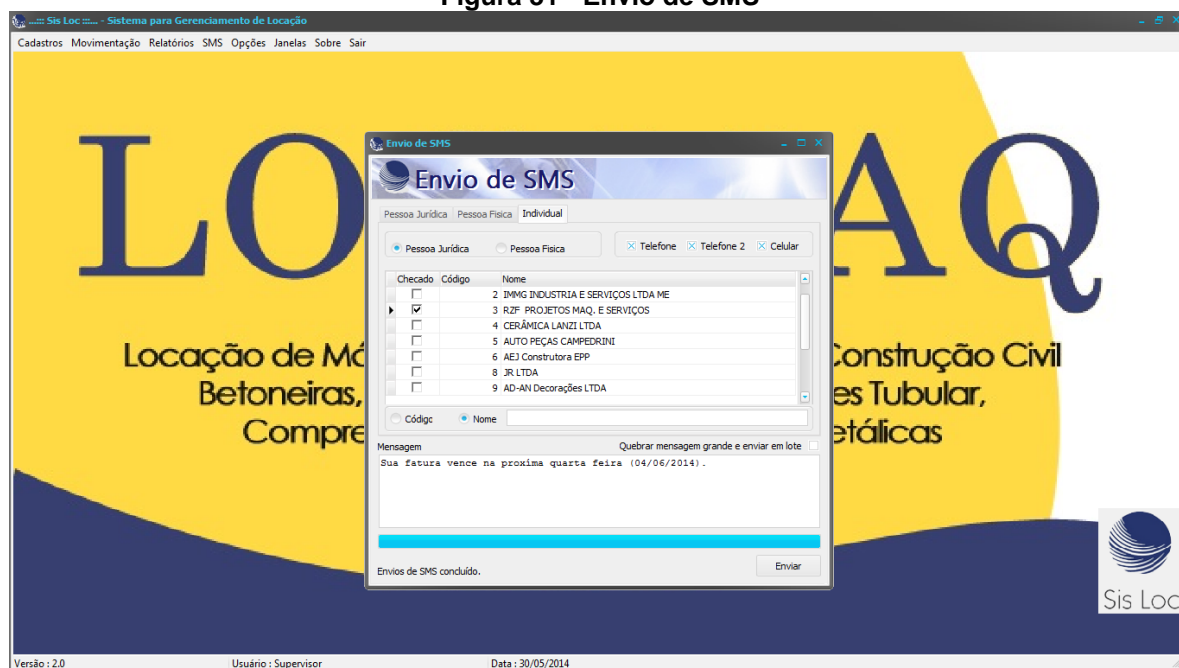 Figura 31 - Envio de SMS
...::: Sis Loc :::... - Sistema para Gerenciamento de Locação
Cadastros Movimentação Relatórios SMS Opções Janelas Sobre Sair
LO AQ
Envio de SMS
Envio de SMS
Pessoa Jurídica Pessoa Fisica Individual
Pessoa Jurídica Pessoa Fisica Telefone Telefone 2 Celular
Checado Código Nome
2 IMMG INDUSTRIA E SERVIÇOS LTDA ME
3 RZF PROJETOS MAQ. E SERVIÇOS
4 CERÂMICA LANZI LTDA
5 AUTO PEÇAS CAMPEDRINI
6 AEJ Construtora EPP
8 JR LTDA
9 AD-AN Decorações LTDA
Locação de Má Construção Civil
Betoneiras, es Tubular,
Compre etálicas
Código Nome
Mensagem Quebrar mensagem grande e enviar em lote
Sua fatura vence na proxima quarta feira (04/06/2014).
Envios de SMS concluído. Enviar
Sis Loc
Versão : 2.0 Usuário : Supervisor Data : 30/05/2014